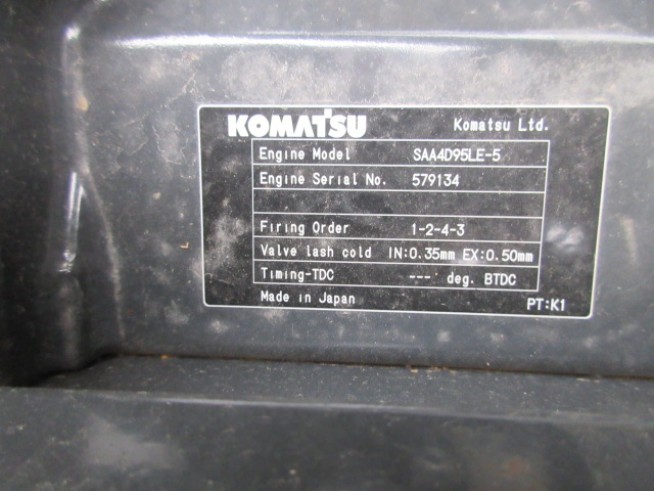 KOMATSU Komatsu Ltd.
Engine Model SAA4D95LE-5
Engine Serial No. 579134
Firing Order 1-2-4-3
Valve lash cold IN:0.35mm EX:0.50mm
Timing-TDC --- deg. BTDC
Made in Japan PT:K1